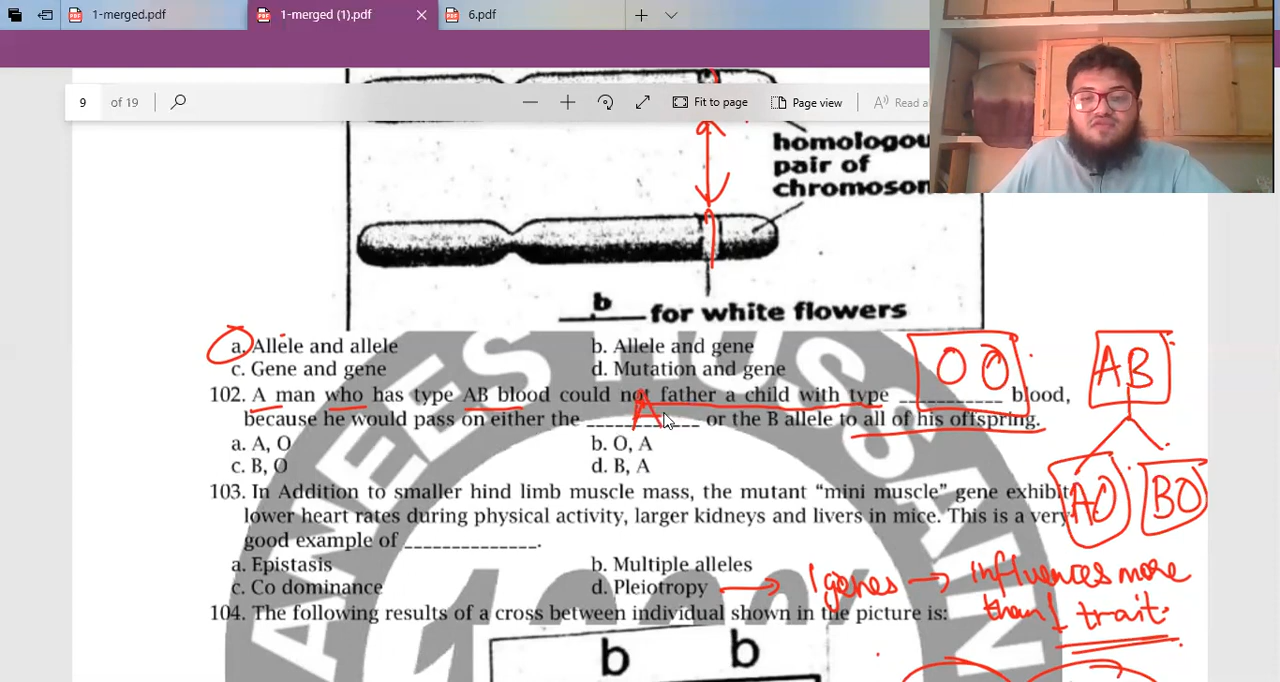 1-merged.pdf
1-merged (1).pdf
6.pdf
9 of 19
Fit to page
Page view
Read a
homologou
pair of
chromoson
b for white flowers
a. Allele and allele
b. Allele and gene
c. Gene and gene
d. Mutation and gene
O O
AB
102. A man who has type AB blood could not father a child with type __________ blood,
because he would pass on either the __________ or the B allele to all of his offspring.
A
a. A, O
b. O, A
c. B, O
d. B, A
AO
BO
103. In Addition to smaller hind limb muscle mass, the mutant “mini muscle” gene exhibit
lower heart rates during physical activity, larger kidneys and livers in mice. This is a very
good example of ______________.
a. Epistasis
b. Multiple alleles
c. Co dominance
d. Pleiotropy → 1 genes → influences more
than 1 trait.
104. The following results of a cross between individual shown in the picture is:
b b
ANEES HUSSAIN